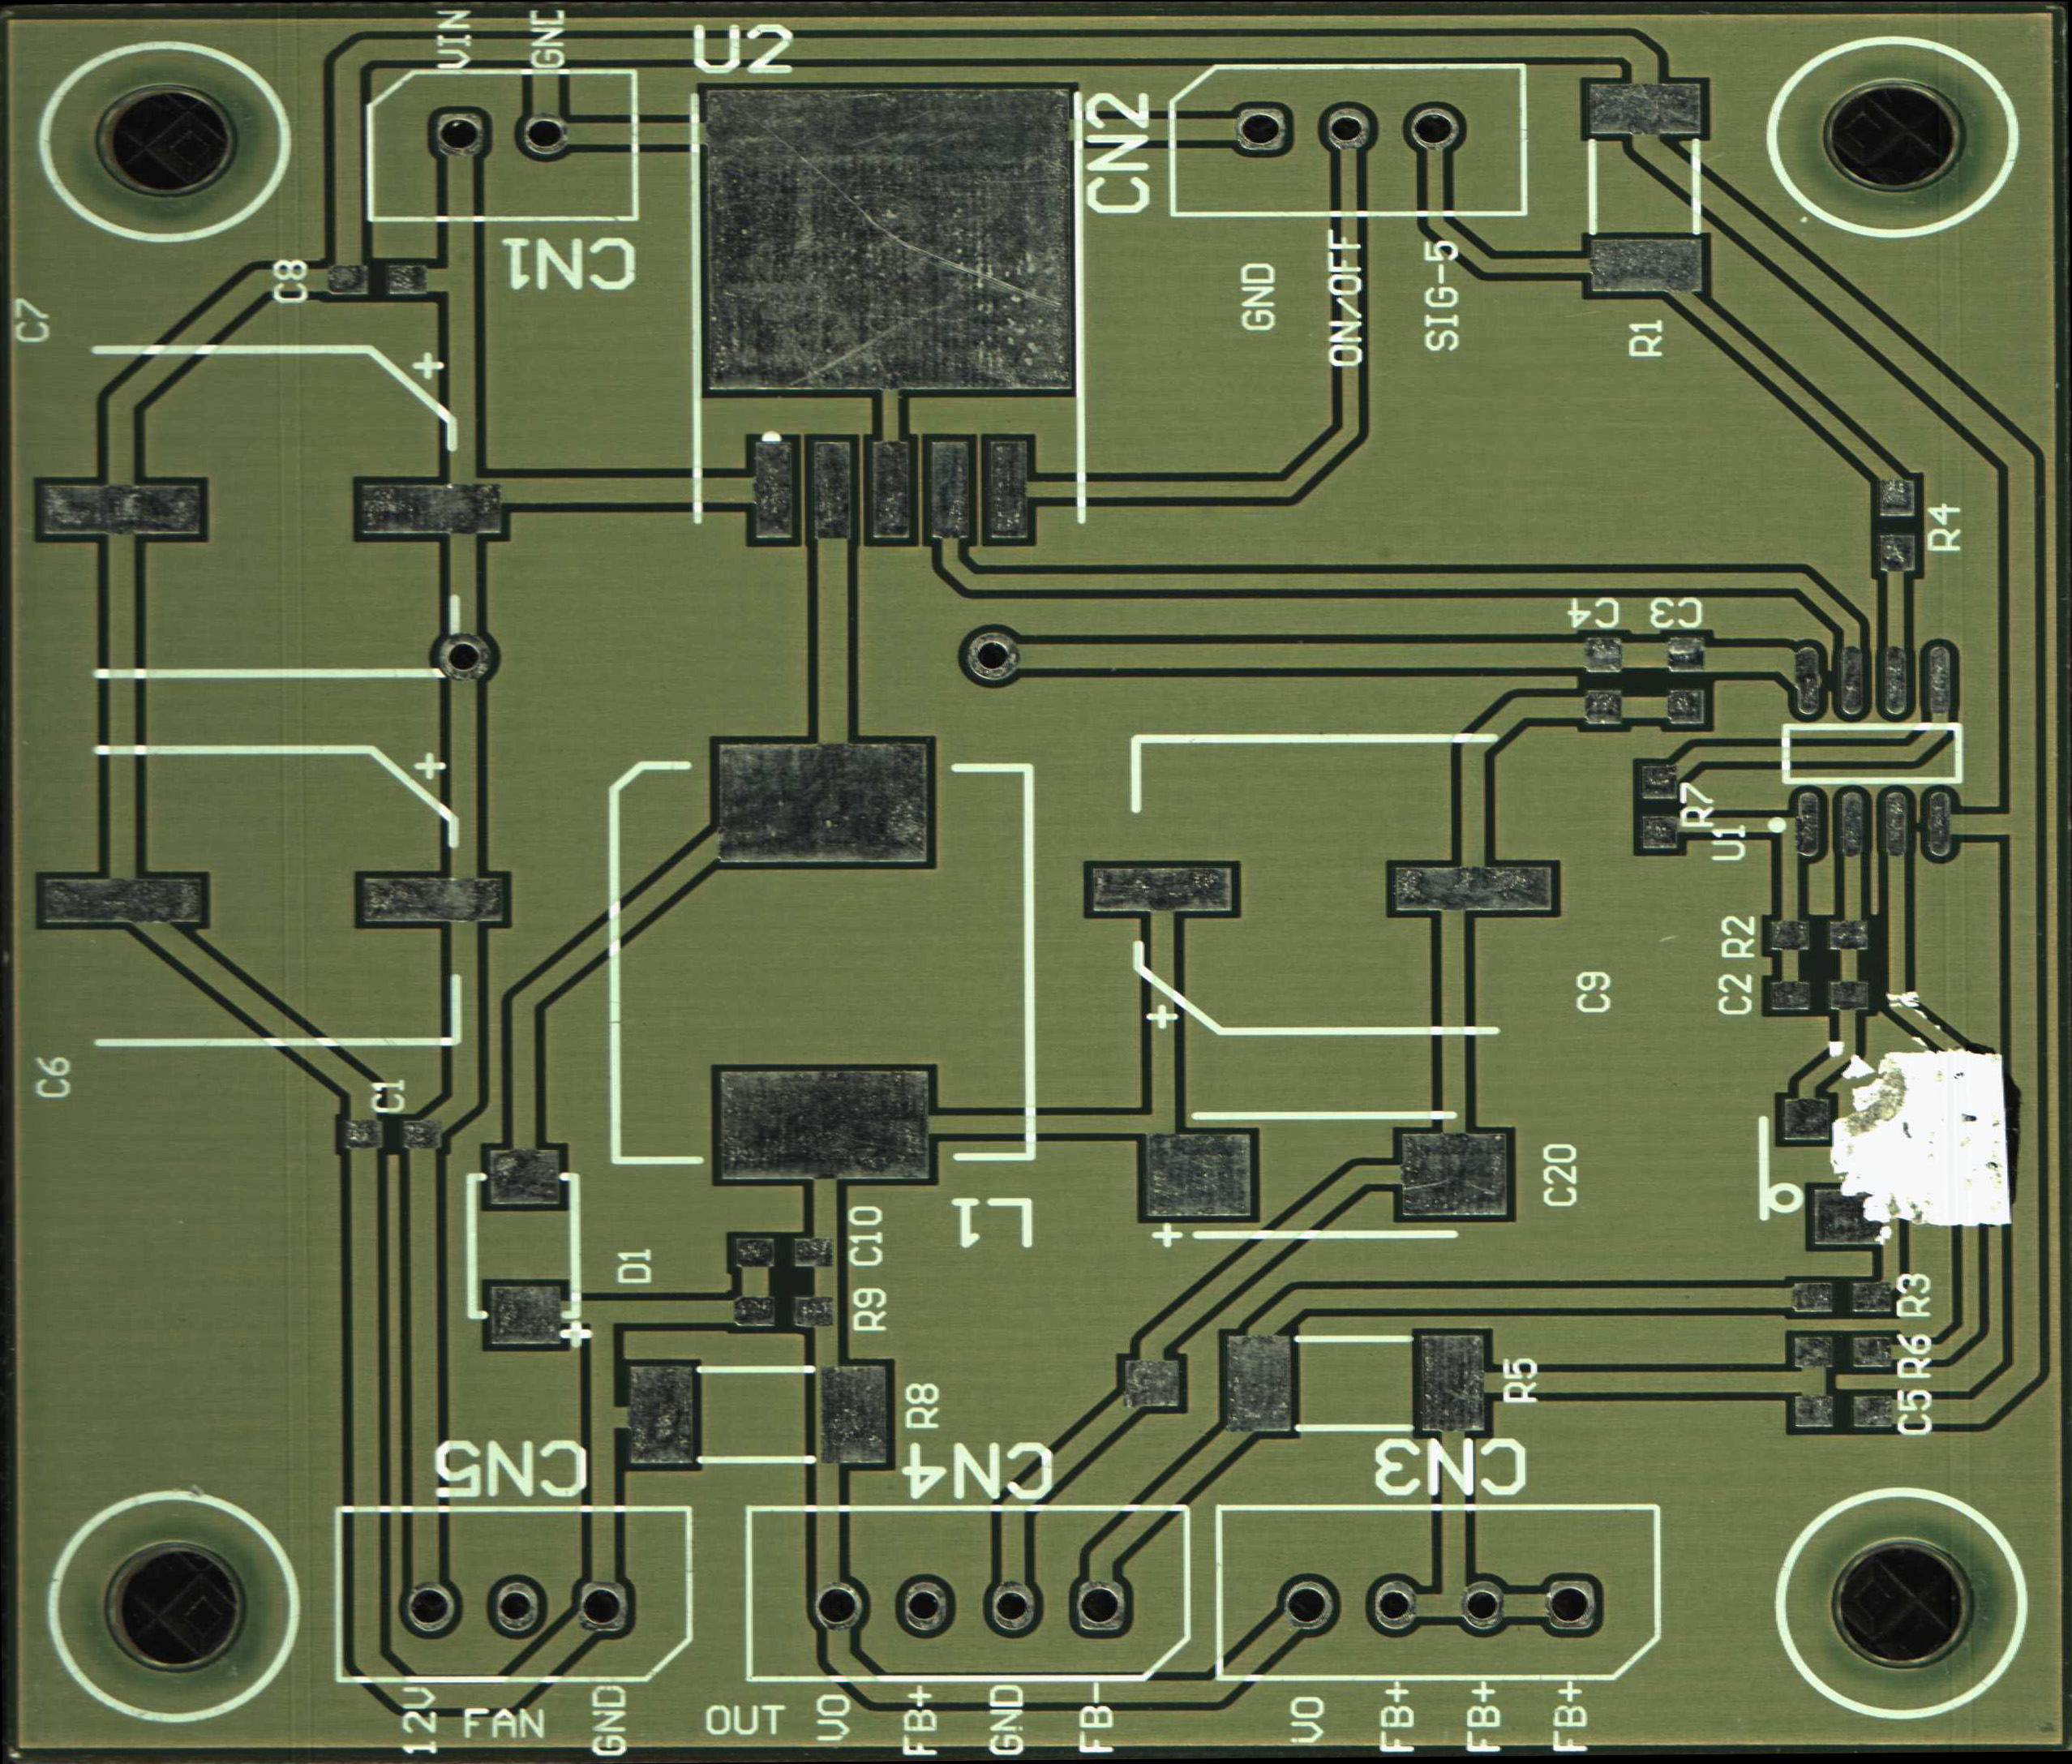 VIN
GND
U2
CN2
CN1
C8
C7
GND
ON/OFF
SIG-5
R1
+
R4
C4
C3
+
R7
U1
R2
C2
C9
+
C6
C1
C20
L1
+
C10
D1
R9
+
R3
R6
R5
C5
R8
CN5
CN4
CN3
12V
FAN
GND
OUT
VO
FB+
GND
FB-
VO
FB+
FB+
FB+